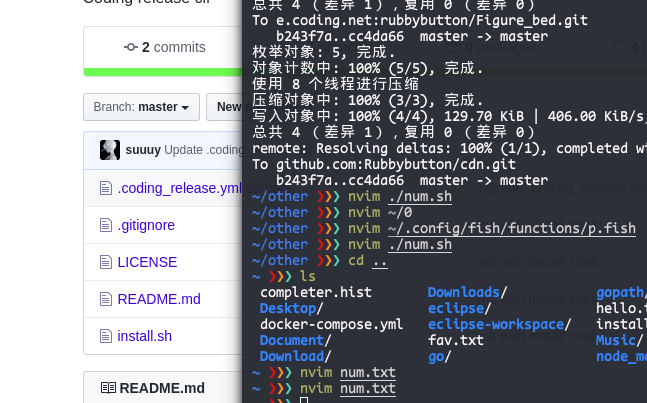 Coding release cli
2 commits
Branch: master
New p
suuuy Update .coding
.coding_release.yml
.gitignore
LICENSE
README.md
install.sh
README.md
总共 4 （差异 1），复用 0 （差异 0）
To e.coding.net:rubbybutton/Figure_bed.git
b243f7a..cc4da66 master -> master
枚举对象: 5, 完成.
对象计数中: 100% (5/5), 完成.
使用 8 个线程进行压缩
压缩对象中: 100% (3/3), 完成.
写入对象中: 100% (4/4), 129.70 KiB | 406.00 KiB/s,
总共 4 （差异 1），复用 0 （差异 0）
remote: Resolving deltas: 100% (1/1), completed wi
To github.com:Rubbybutton/cdn.git
b243f7a..cc4da66 master -> master
~/other ❯❯❯ nvim ./num.sh
~/other ❯❯❯ nvim ~/0
~/other ❯❯❯ nvim ~/.config/fish/functions/p.fish
~/other ❯❯❯ nvim ./num.sh
~/other ❯❯❯ cd ..
~ ❯❯❯ ls
completer.hist Downloads/ gopath/
Desktop/ eclipse/ hello.
docker-compose.yml eclipse-workspace/ install
Document/ fav.txt Music/
Download/ go/ node_mo
~ ❯❯❯ nvim num.txt
~ ❯❯❯ nvim num.txt
~ ❯❯❯